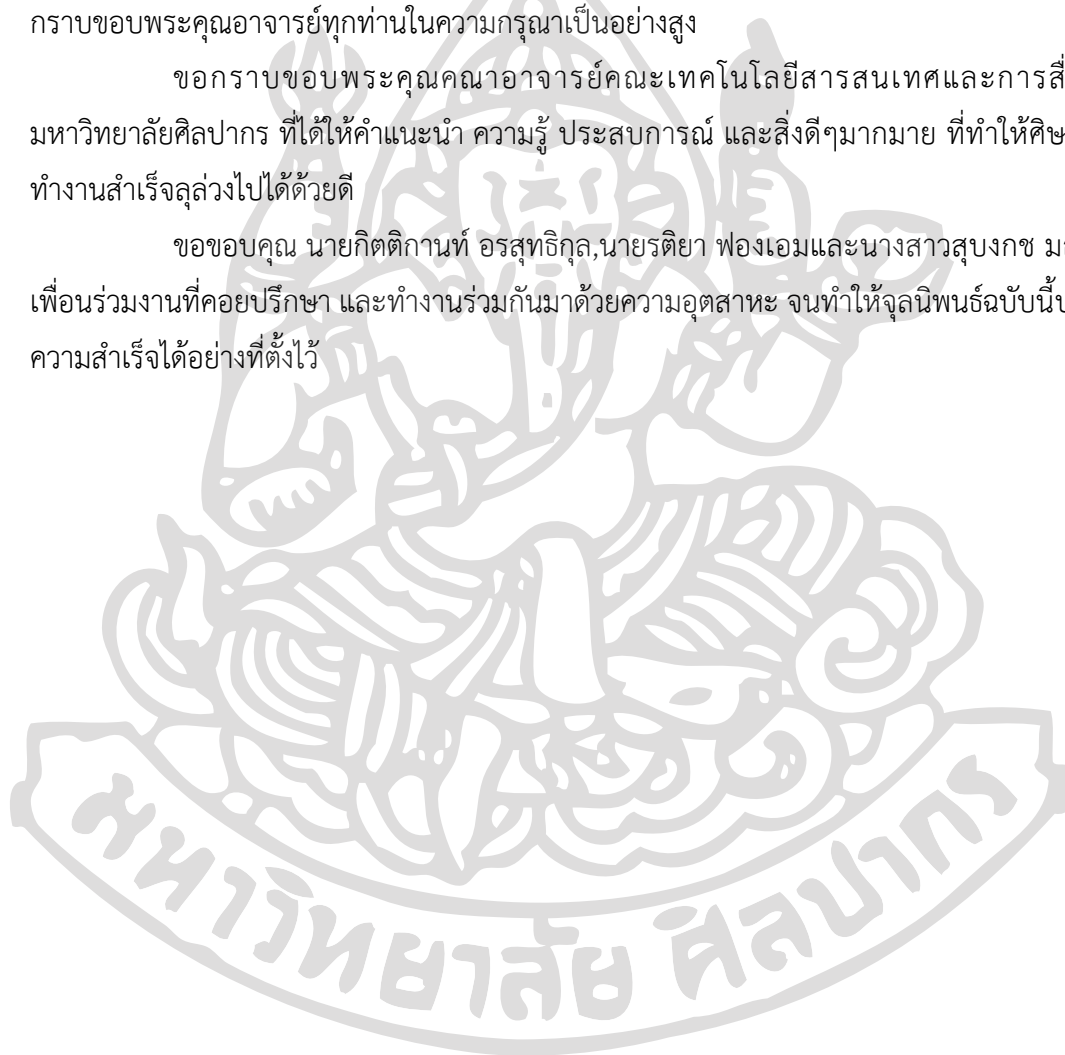 กราบขอบพระคุณอาจารย์ทุกท่านในความกรุณาเป็นอย่างสูง
ขอกราบขอบพระคุณคณาอาจารย์คณะเทคโนโลยีสารสนเทศและการสื่
มหาวิทยาลัยศิลปากร ที่ได้ให้คำแนะนำ ความรู้ ประสบการณ์ และสิ่งดีๆมากมาย ที่ทำให้ศิษ
ทำงานสำเร็จลุล่วงไปได้ด้วยดี
ขอขอบคุณ นายกิตติกานท์ อรสุทธิกุล,นายรติยา ฟองเอมและนางสาวสุบงกช
เพื่อนร่วมงานที่คอยปรึกษา และทำงานร่วมกันมาด้วยความอุตสาหะ จนทำให้จุลนิพนธ์ฉบับนี้
ความสำเร็จได้อย่างที่ตั้งไว้
มหาวิทยาลัย ศิลปากร